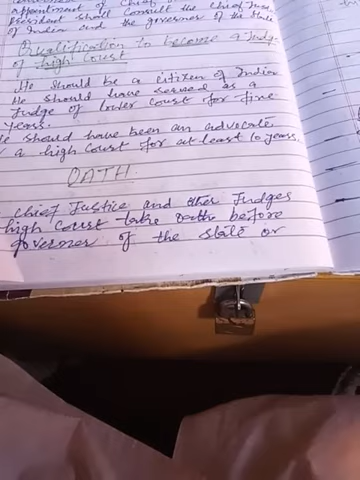 Appointment of Chief
President shall Consult the Chief Jus
of India and the governer of the State
Qualification to become a Judge
of high Court
He should be a citizen of India
He should have served as a
Judge of lower Court for five
years.
He should have been an advocate
a high Court for at least 10 years.
OATH
Chief Justice and other Judges
high Court take oath before
governer of the state or